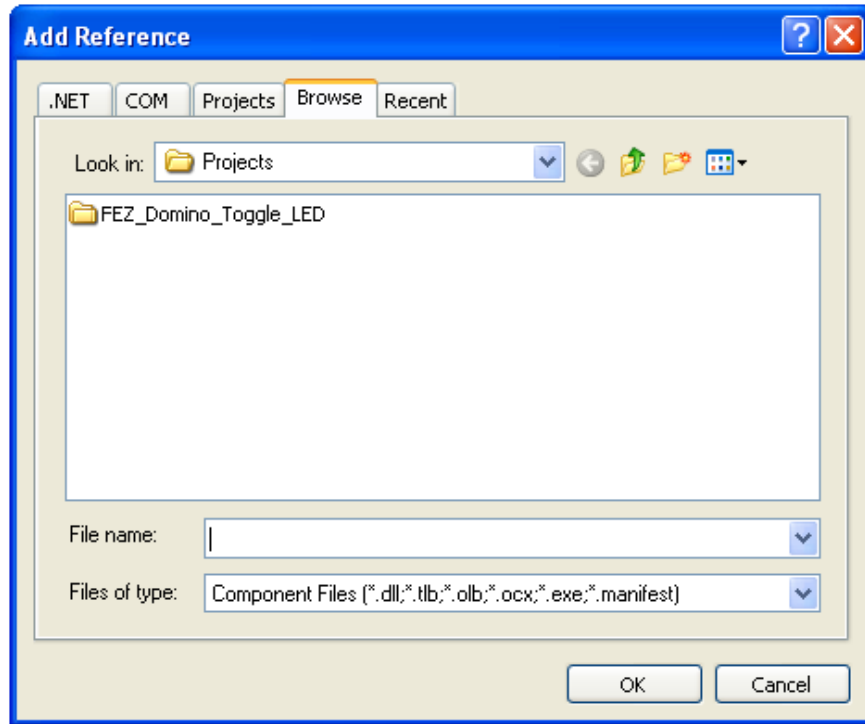 Add Reference
.NET COM Projects Browse Recent
Look in: Projects
FEZ_Domino_Toggle_LED
File name:
Files of type: Component Files (*.dll;*.tlb;*.olb;*.ocx;*.exe;*.manifest)
OK Cancel